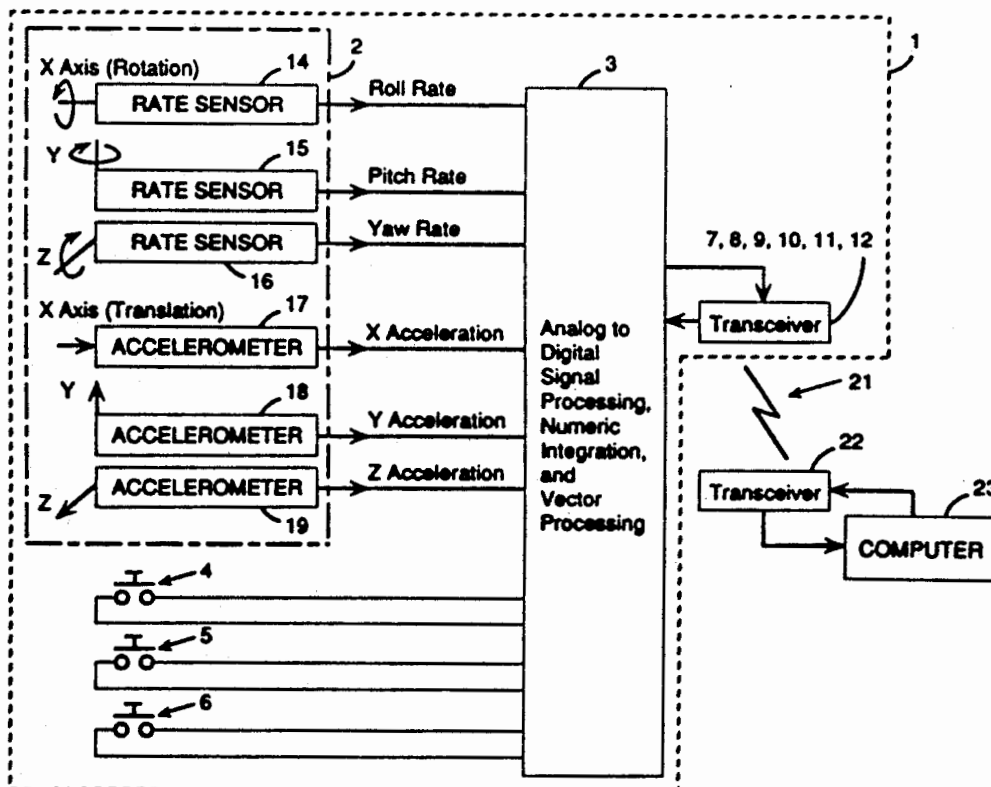 1
2
3
X Axis (Rotation)
14
RATE SENSOR
Roll Rate
Y
15
RATE SENSOR
Pitch Rate
Z
RATE SENSOR
Yaw Rate
16
7, 8, 9, 10, 11, 12
Transceiver
X Axis (Translation)
17
ACCELEROMETER
X Acceleration
Y
18
ACCELEROMETER
Y Acceleration
Z
ACCELEROMETER
Z Acceleration
19
Analog to
Digital
Signal
Processing,
Numeric
Integration,
and
Vector
Processing
21
22
Transceiver
23
COMPUTER
4
5
6